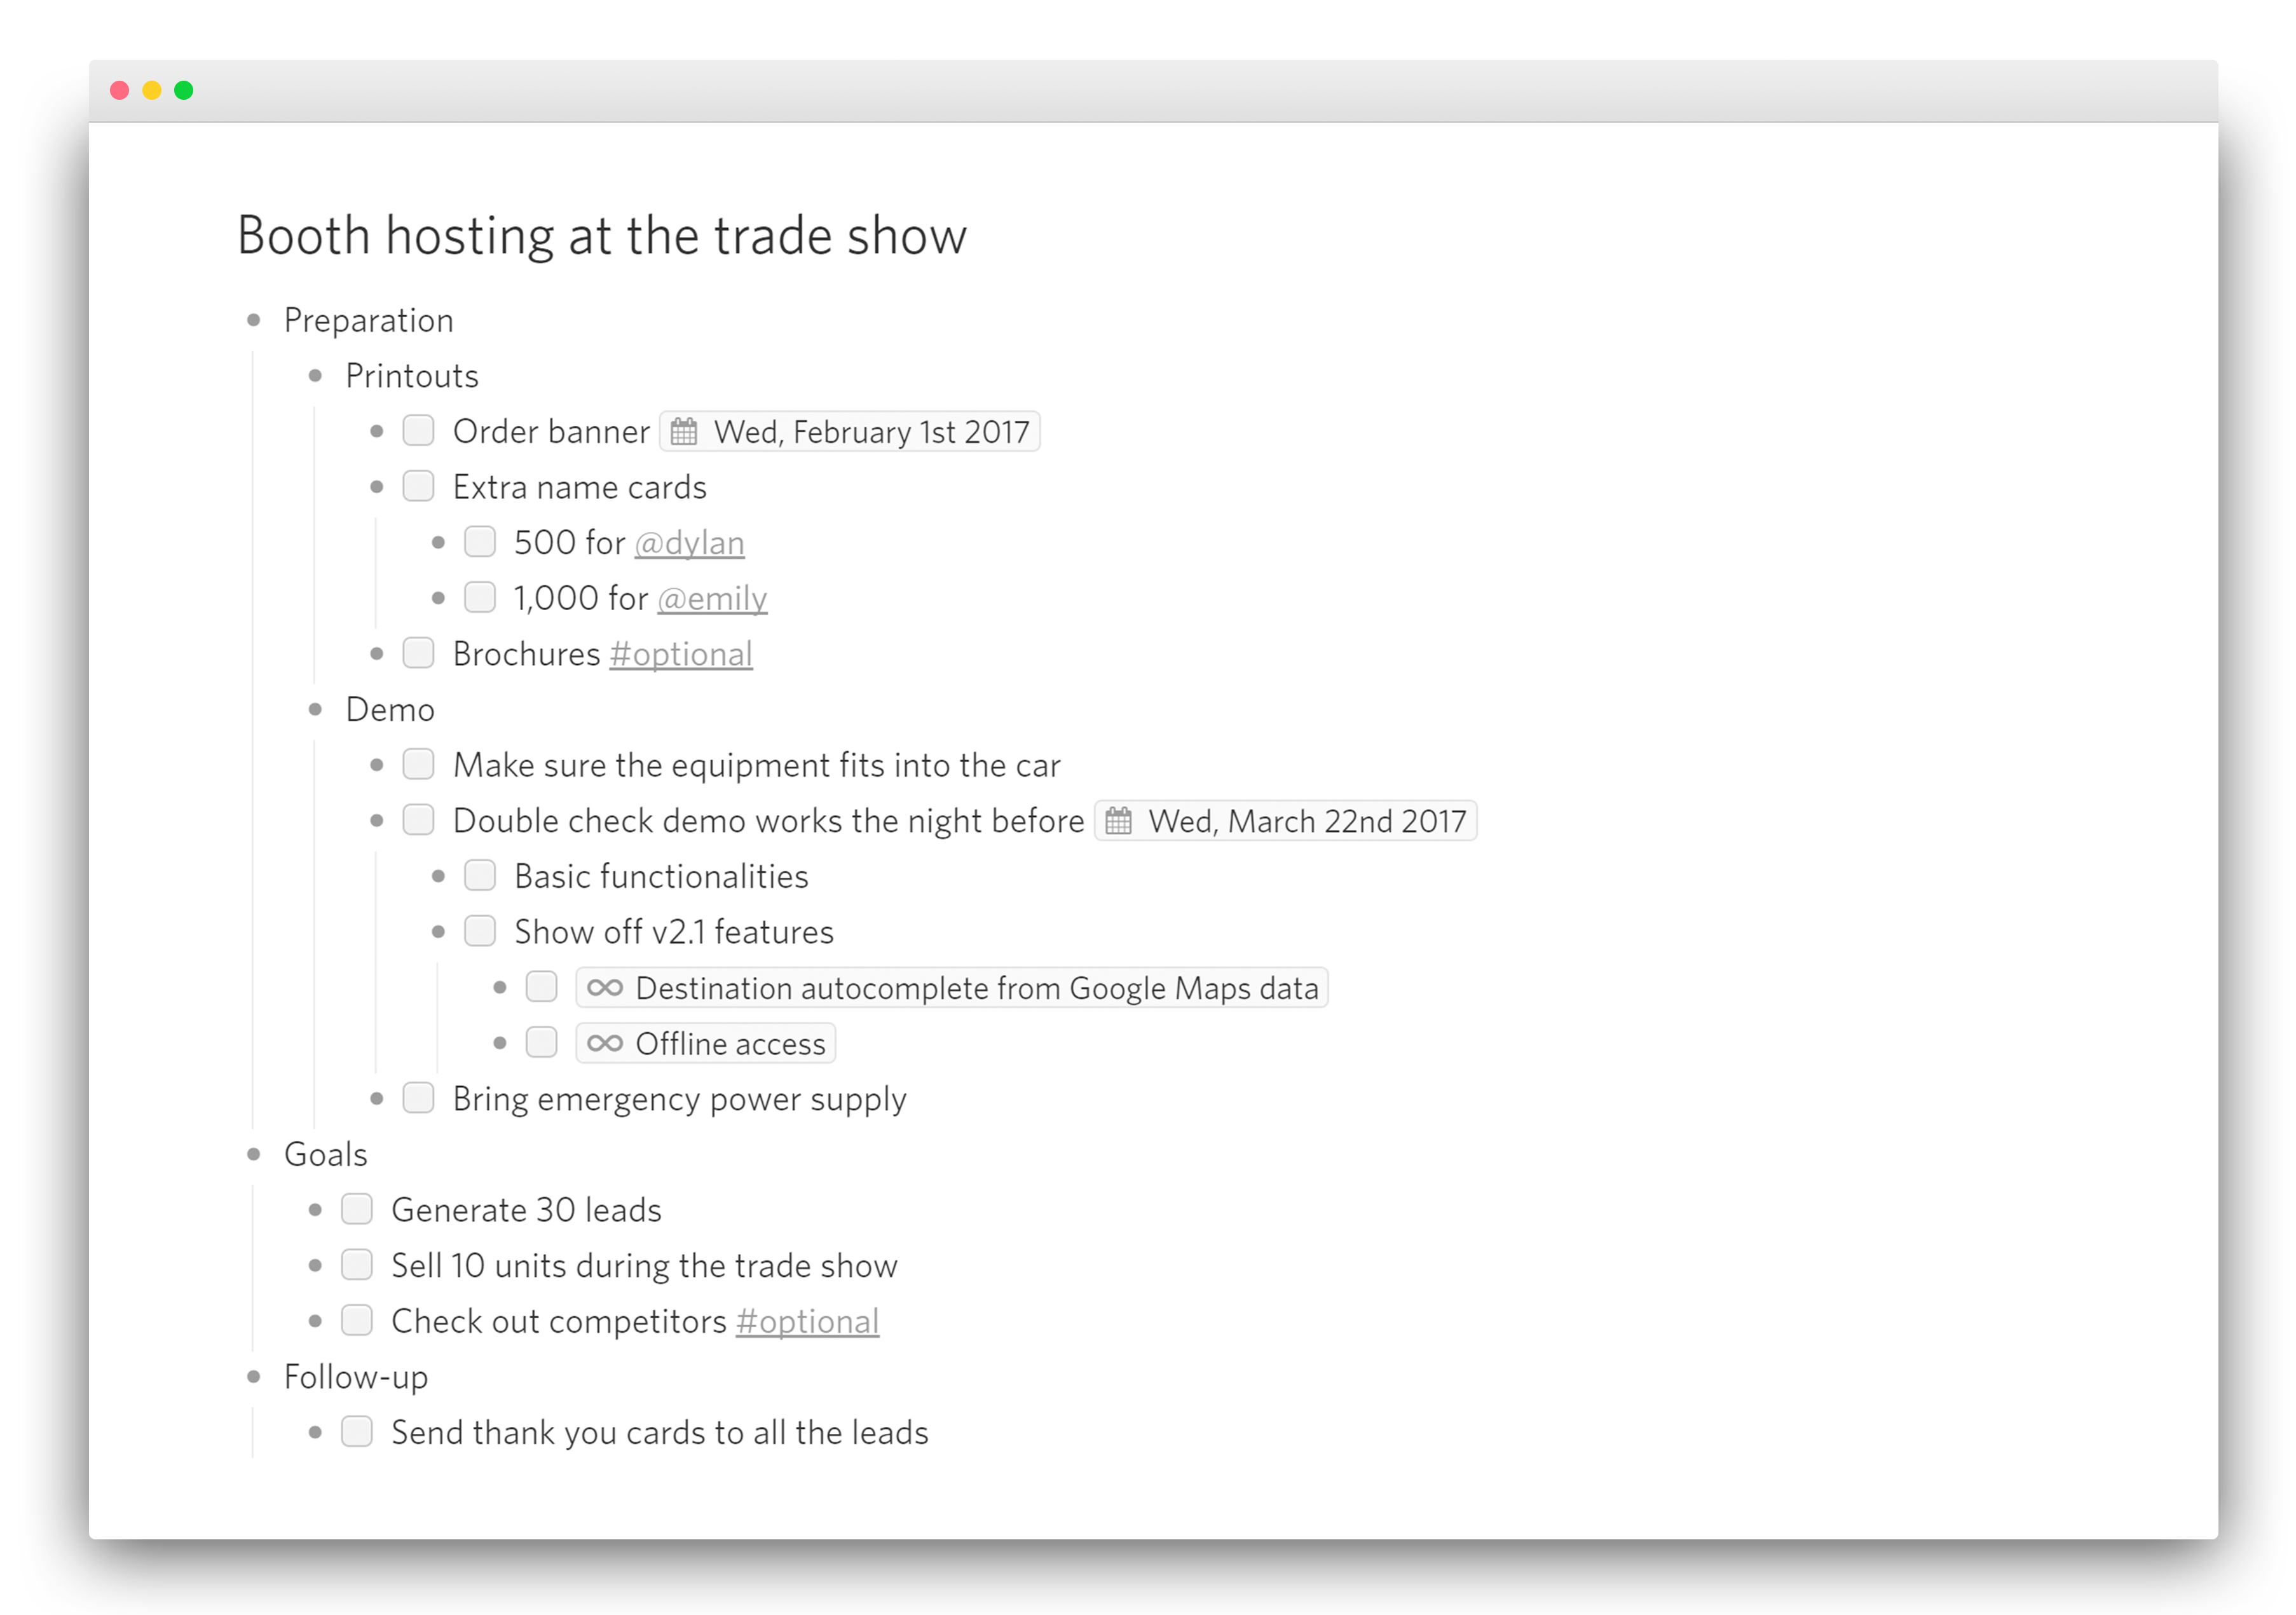 Booth hosting at the trade show
Preparation
Printouts
Order banner Wed, February 1st 2017
Extra name cards
500 for @dylan
1,000 for @emily
Brochures #optional
Demo
Make sure the equipment fits into the car
Double check demo works the night before Wed, March 22nd 2017
Basic functionalities
Show off v2.1 features
Destination autocomplete from Google Maps data
Offline access
Bring emergency power supply
Goals
Generate 30 leads
Sell 10 units during the trade show
Check out competitors #optional
Follow-up
Send thank you cards to all the leads